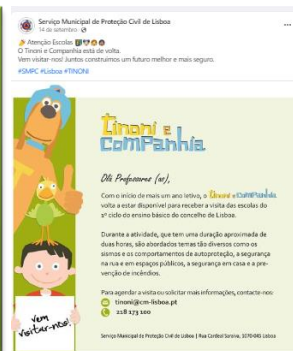 Serviço Municipal de Proteção Civil de Lisboa
14 de setembro
Atenção Escolas
O Tinoni e Companhia está de volta.
Vem visitar-nos! Juntos construímos um futuro melhor e mais seguro.
#SMPC #Lisboa #TINONI
Tinoni e
ComPanhia
Olá Professores (as),
Com o início de mais um ano letivo, o Tinoni e ComPanhia
volta a estar disponível para receber a visita das escolas do
1º ciclo do ensino básico do concelho de Lisboa.
Durante a atividade, que tem uma duração aproximada de
duas horas, são abordados temas tão diversos como os
sismos e os comportamentos de autoproteção, a segurança
na rua e em espaços públicos, a segurança em casa e a pre-
venção de incêndios.
Para agendar a visita ou solicitar mais informações, contacte-nos:
tinoni@cm-lisboa.pt
218 173 100
Vem
visitar-nos!
Serviço Municipal de Proteção Civil de Lisboa | Rua Cardeal Saraiva, 1070-045 Lisboa